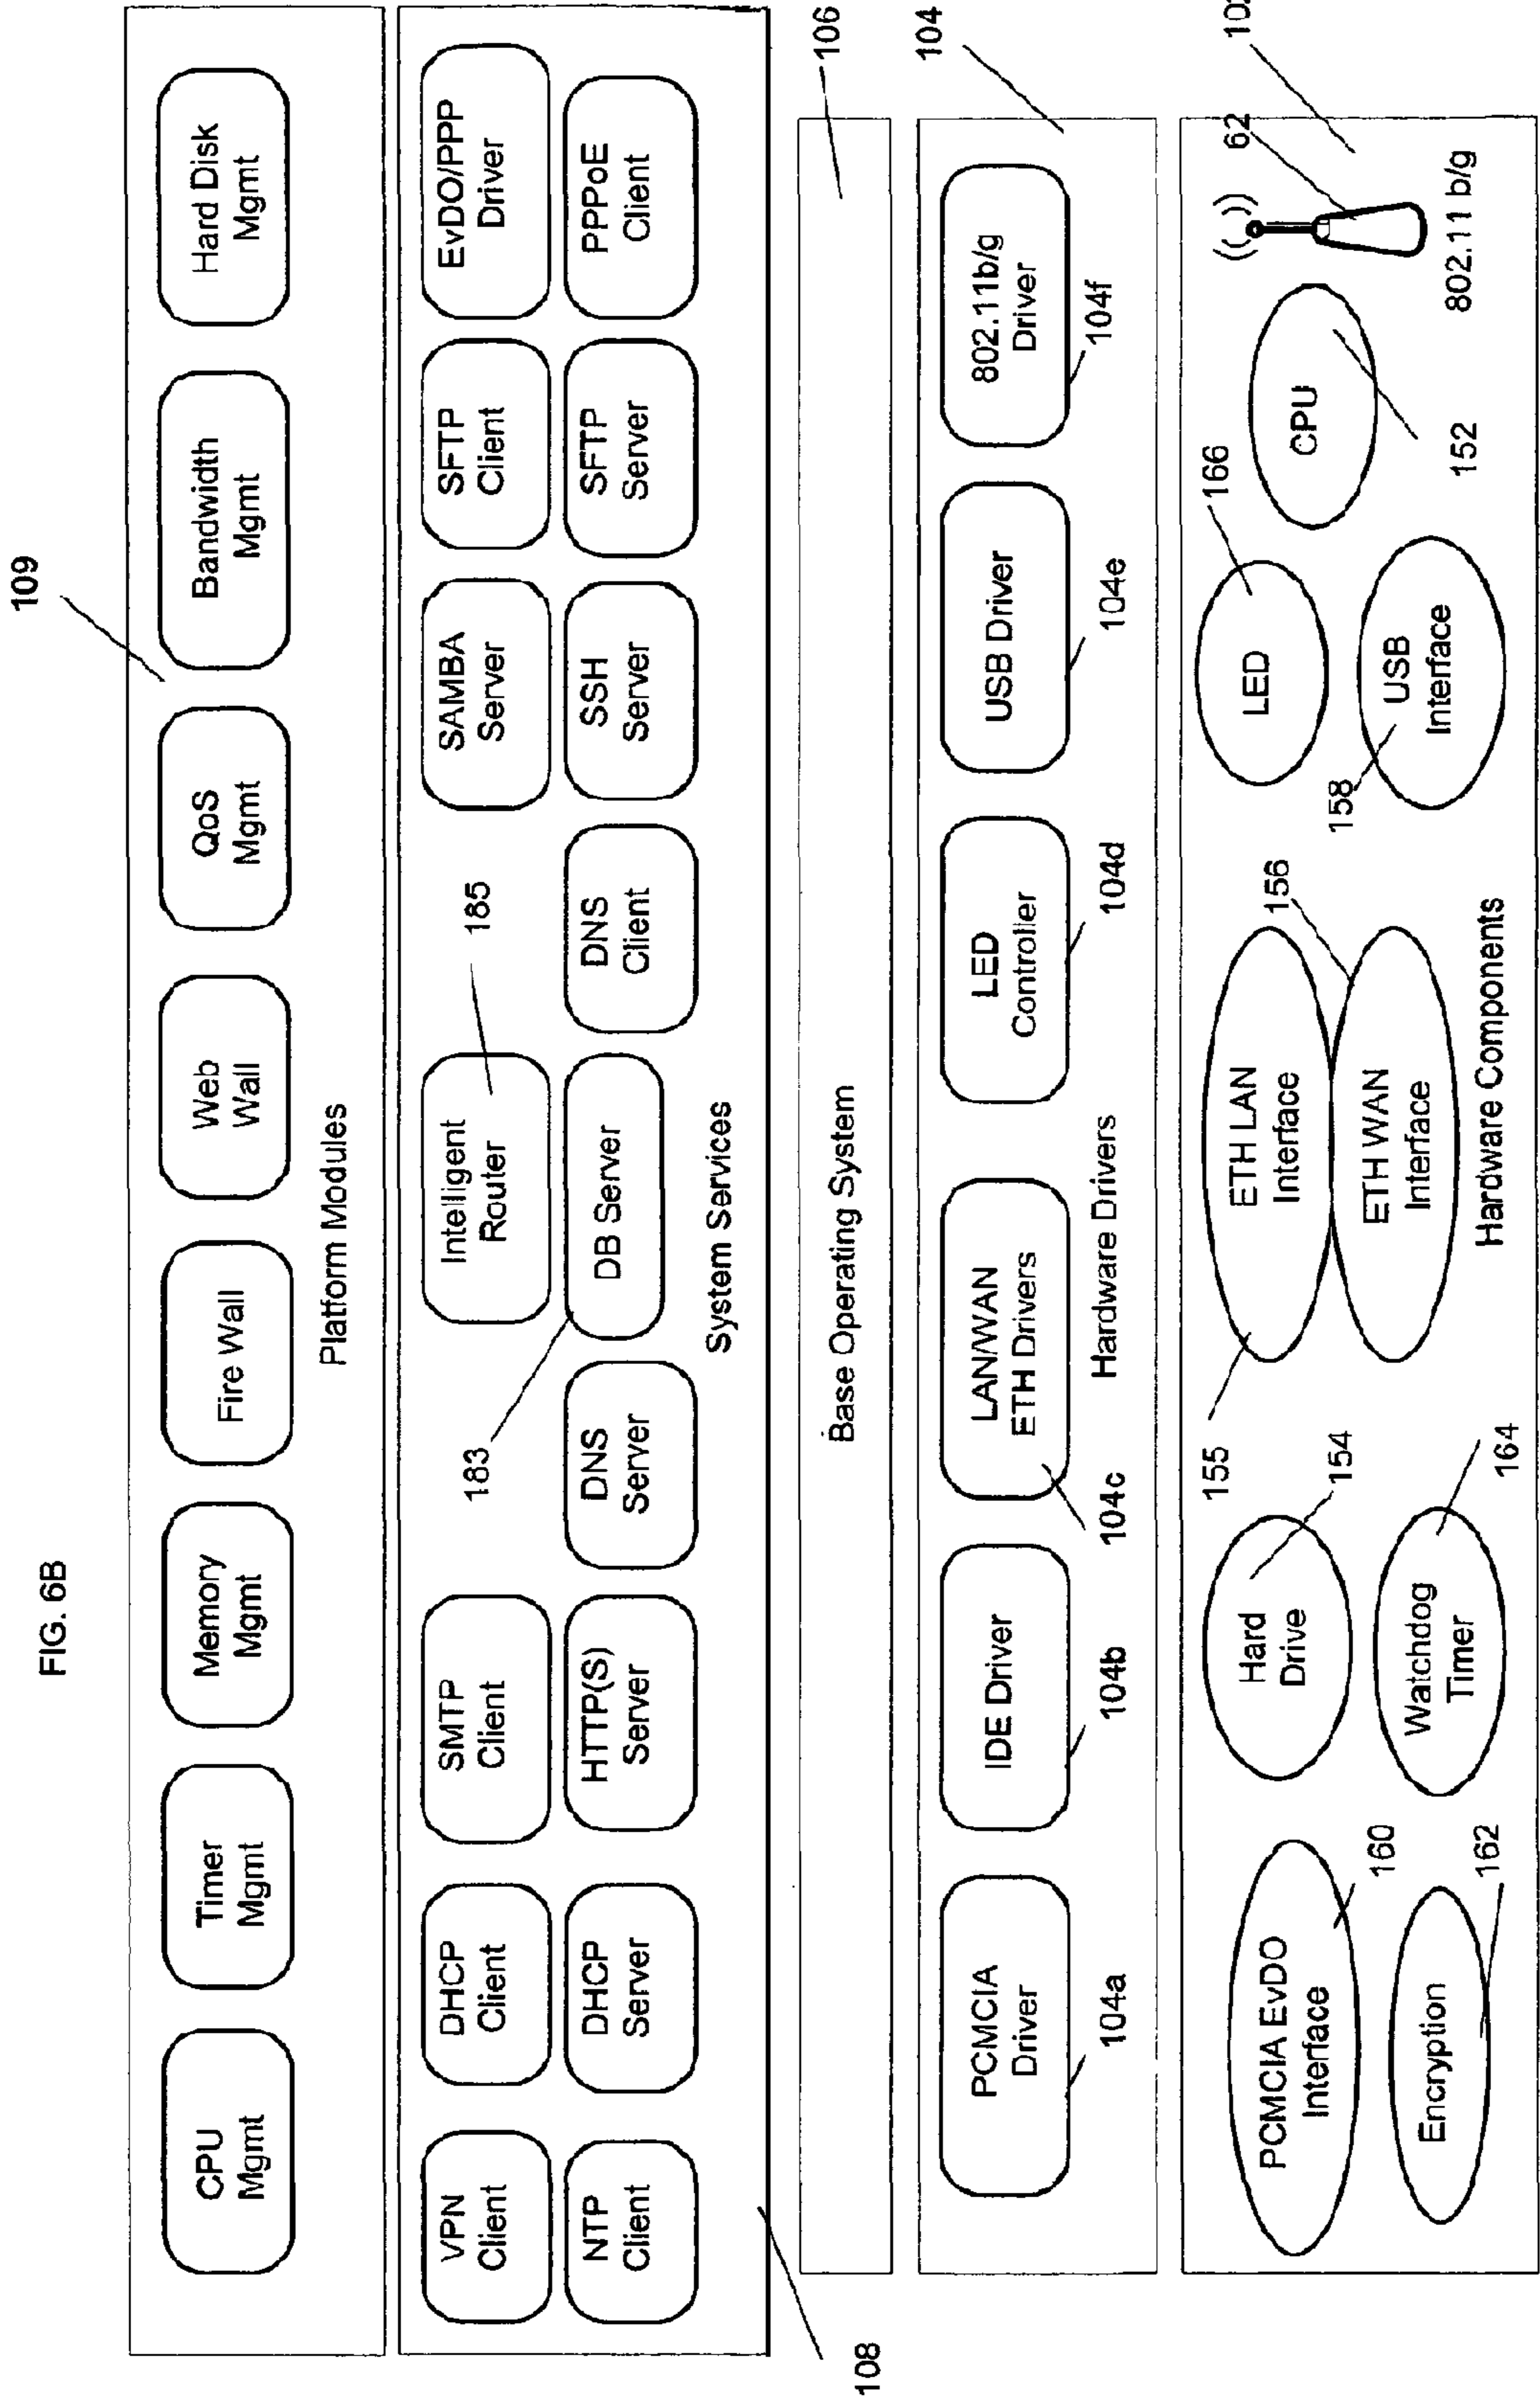 FIG. 6B
109
CPU
Mgmt
Timer
Mgmt
Memory
Mgmt
Fire Wall
Web
Wall
QoS
Mgmt
Bandwidth
Mgmt
Hard Disk
Mgmt
Platform Modules
VPN
Client
DHCP
Client
SMTP
Client
Intelligent
Router
185
SAMBA
Server
SFTP
Client
EvDO/PPP
Driver
183
NTP
Client
DHCP
Server
HTTP(S)
Server
DNS
Server
DB Server
DNS
Client
SSH
Server
SFTP
Server
PPPoE
Client
System Services
108
Base Operating System
106
104
PCMCIA
Driver
IDE Driver
LAN/WAN
ETH Drivers
LED
Controller
USB Driver
802.11b/g
Driver
104a
104b
104c
104d
104e
104f
Hardware Drivers
PCMCIA EvDO
Interface
160
Encryption
162
Hard
Drive
154
Watchdog
Timer
164
155
ETH LAN
Interface
156
ETH WAN
Interface
LED
166
158
USB
Interface
CPU
152
62
802.11 b/g
Hardware Components